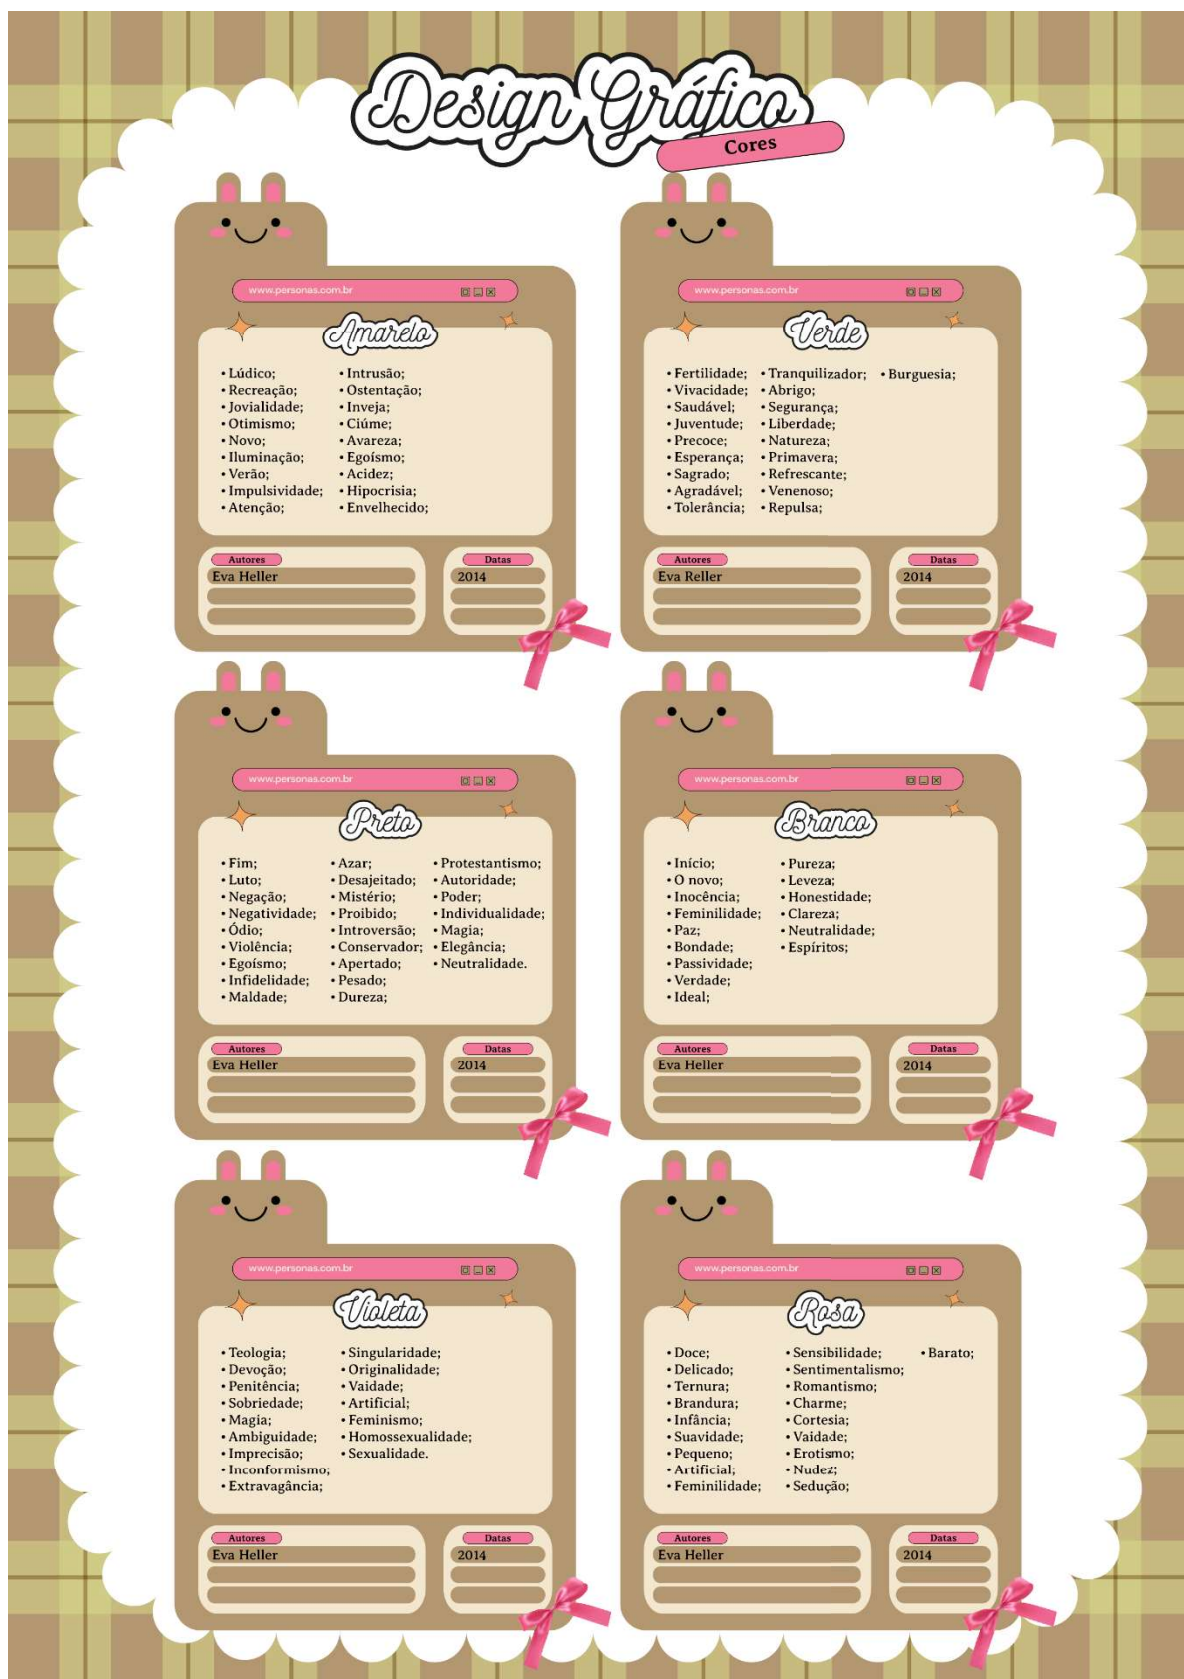 Design Gráfico
Cores
www.personas.com.br
Amarelo
• Lúdico;
• Recreação;
• Jovialidade;
• Otimismo;
• Novo;
• Iluminação;
• Verão;
• Impulsividade;
• Atenção;
• Intrusão;
• Ostentação;
• Inveja;
• Ciúme;
• Avareza;
• Egoísmo;
• Acidez;
• Hipocrisia;
• Envelhecido;
Autores
Eva Heller
Datas
2014
www.personas.com.br
Verde
• Fertilidade;
• Vivacidade;
• Saudável;
• Juventude;
• Precoce;
• Esperança;
• Sagrado;
• Agradável;
• Tolerância;
• Tranquilizador;
• Abrigo;
• Segurança;
• Liberdade;
• Natureza;
• Primavera;
• Refrescante;
• Venenoso;
• Repulsa;
• Burguesia;
Autores
Eva Reller
Datas
2014
www.personas.com.br
Preto
• Fim;
• Luto;
• Negação;
• Negatividade;
• Ódio;
• Violência;
• Egoísmo;
• Infidelidade;
• Maldade;
• Azar;
• Desajeitado;
• Mistério;
• Proibido;
• Introversão;
• Conservador;
• Apertado;
• Pesado;
• Dureza;
• Protestantismo;
• Autoridade;
• Poder;
• Individualidade;
• Magia;
• Elegância;
• Neutralidade.
Autores
Eva Heller
Datas
2014
www.personas.com.br
Branco
• Início;
• O novo;
• Inocência;
• Feminilidade;
• Paz;
• Bondade;
• Passividade;
• Verdade;
• Ideal;
• Pureza;
• Leveza;
• Honestidade;
• Clareza;
• Neutralidade;
• Espíritos;
Autores
Eva Heller
Datas
2014
www.personas.com.br
Violeta
• Teologia;
• Devoção;
• Penitência;
• Sobriedade;
• Magia;
• Ambiguidade;
• Imprecisão;
• Inconformismo;
• Extravagância;
• Singularidade;
• Originalidade;
• Vaidade;
• Artificial;
• Feminismo;
• Homossexualidade;
• Sexualidade.
Autores
Eva Heller
Datas
2014
www.personas.com.br
Rosa
• Doce;
• Delicado;
• Ternura;
• Brandura;
• Infância;
• Suavidade;
• Pequeno;
• Artificial;
• Feminilidade;
• Sensibilidade;
• Sentimentalismo;
• Romantismo;
• Charme;
• Cortesia;
• Vaidade;
• Erotismo;
• Nudez;
• Sedução;
• Barato;
Autores
Eva Heller
Datas
2014